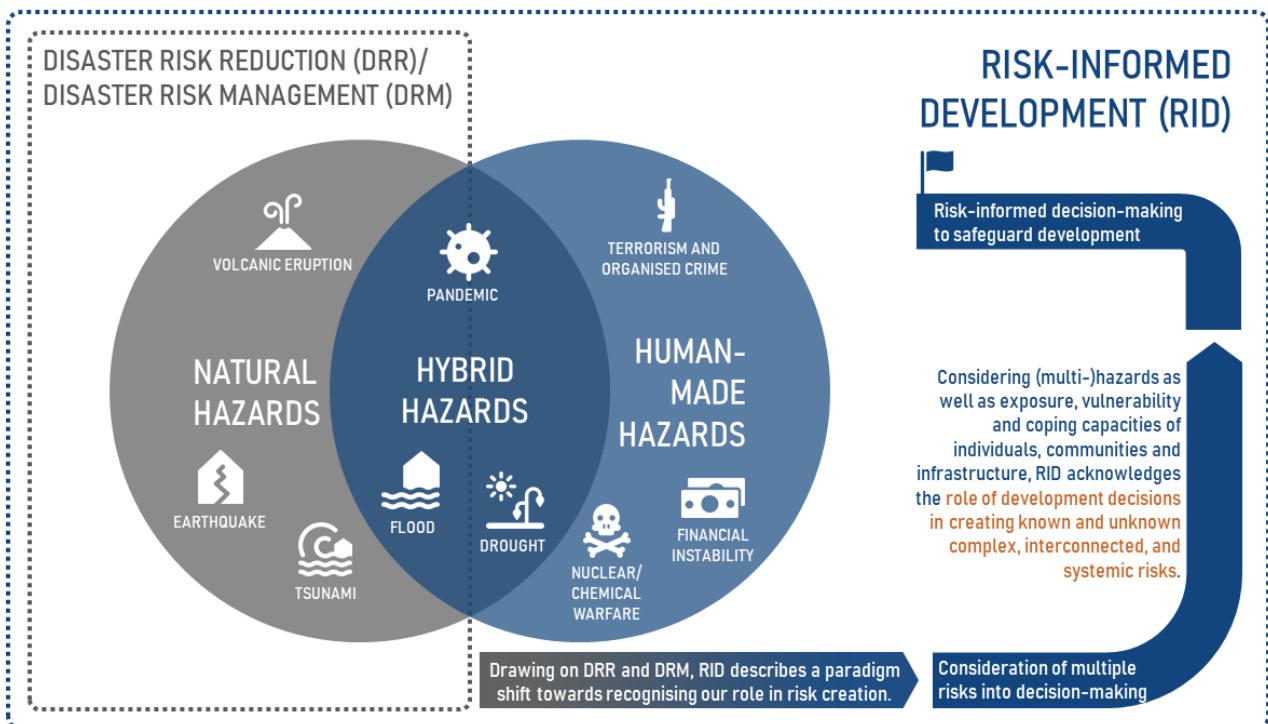 DISASTER RISK REDUCTION (DRR)/
DISASTER RISK MANAGEMENT (DRM)
RISK-INFORMED
DEVELOPMENT (RID)
VOLCANIC ERUPTION
PANDEMIC
TERRORISM AND
ORGANISED CRIME
NATURAL
HAZARDS
HYBRID
HAZARDS
HUMAN-
MADE
HAZARDS
EARTHQUAKE
TSUNAMI
FLOOD
DROUGHT
NUCLEAR/
CHEMICAL
WARFARE
FINANCIAL
INSTABILITY
Drawing on DRR and DRM, RID describes a paradigm
shift towards recognising our role in risk creation.
Consideration of multiple
risks into decision-making
Considering (multi-)hazards as
well as exposure, vulnerability
and coping capacities of
individuals, communities and
infrastructure, RID acknowledges
the role of development decisions
in creating known and unknown
complex, interconnected, and
systemic risks.
Risk-informed decision-making
to safeguard development